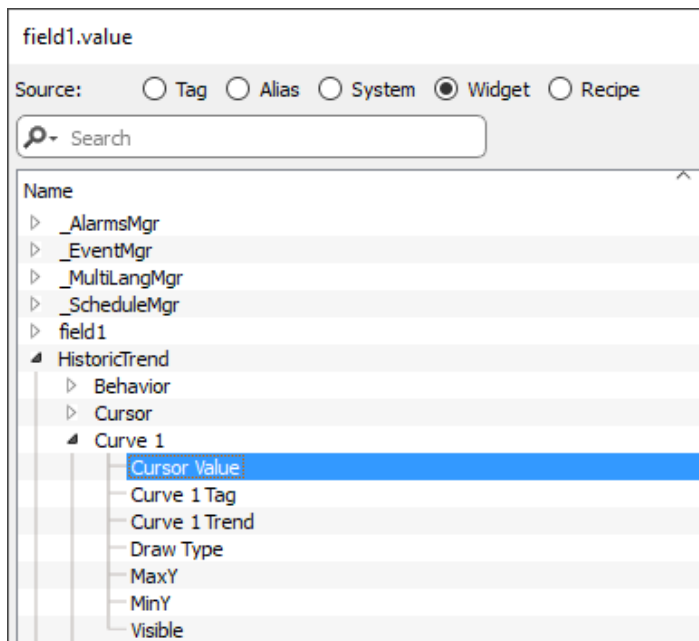 field1.value
Source: Tag Alias System Widget Recipe
Search
Name
_AlarmsMgr
_EventMgr
_MultiLangMgr
_ScheduleMgr
field1
HistoricTrend
Behavior
Cursor
Curve 1
Cursor Value
Curve 1 Tag
Curve 1 Trend
Draw Type
MaxY
MinY
Visible